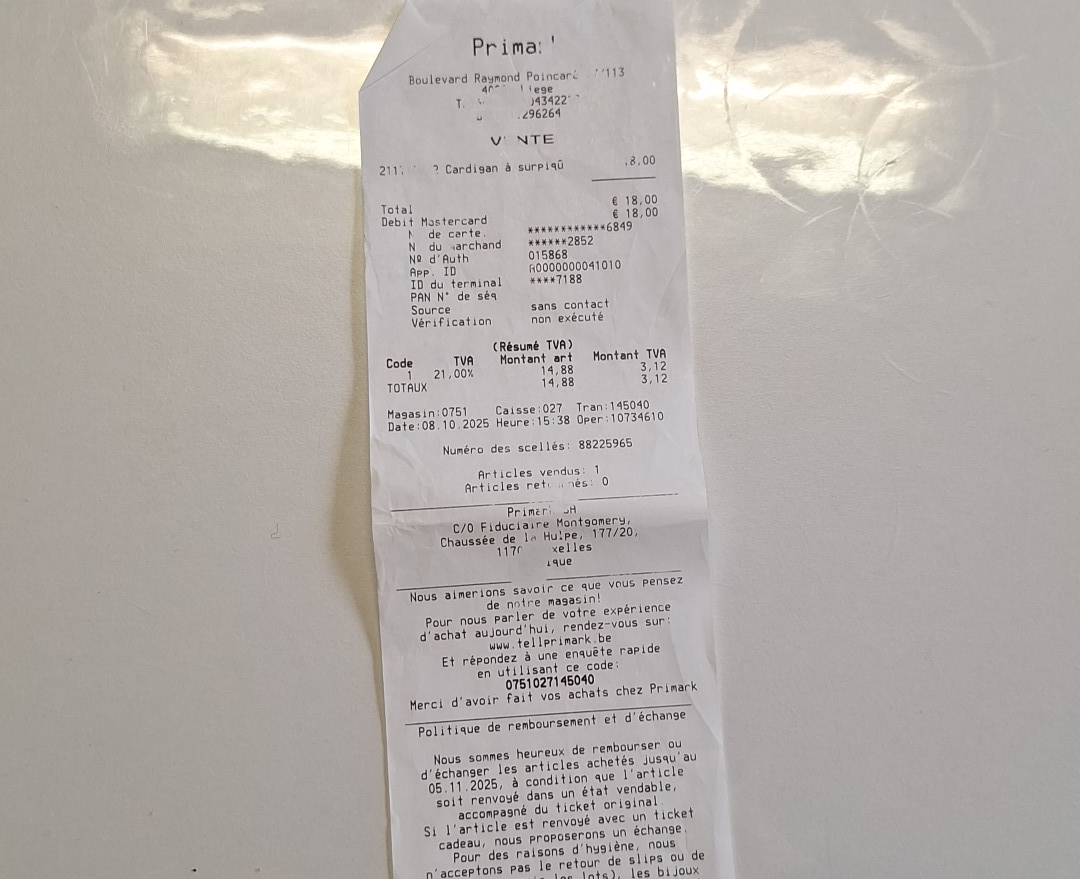 Boulevard Raymond Poincaré
VENTE
Cardigan à surpiqû
Total € 18,00
Debit Mastercard € 18,00
N de carte. ************6849
N du ******2852
Nº d'Auth 015868
App. ID A0000000041010
ID du terminal ****7188
PAN N° de séq
Source sans contact
Vérification non exécuté
(Résumé TVA)
Code TVA Montant art Montant TVA
1 21,00% 14,88 3,12
TOTAUX 14,88 3,12
Magasin:0751 Caisse:027 Tran:145040
Date:08.10.2025 Heure:15:38 Oper:10734610
Numéro des scellés: 88225965
Articles vendus: 1
Articles 0
C/O Fiduciaire Montgomery,
Chaussée de la Hulpe, 177/20,
Nous aimerions savoir ce que vous pensez
de notre magasin!
Pour nous parler de votre expérience
d'achat aujourd'hui, rendez-vous sur:
www.tellprimark.be
Et répondez à une enquête rapide
en utilisant ce code:
0751027145040
Merci d'avoir fait vos achats chez Primark
Politique de remboursement et d'échange
Nous sommes heureux de rembourser ou
d'échanger les articles achetés jusqu'au
05.11.2025, à condition que l'article
soit renvoyé dans un état vendable,
accompagné du ticket original.
Si l'article est renvoyé avec un ticket
cadeau, nous proposerons un échange.
Pour des raisons d'hygiène, nous
n'acceptons pas le retour de slips ou de
les lots), les bijoux